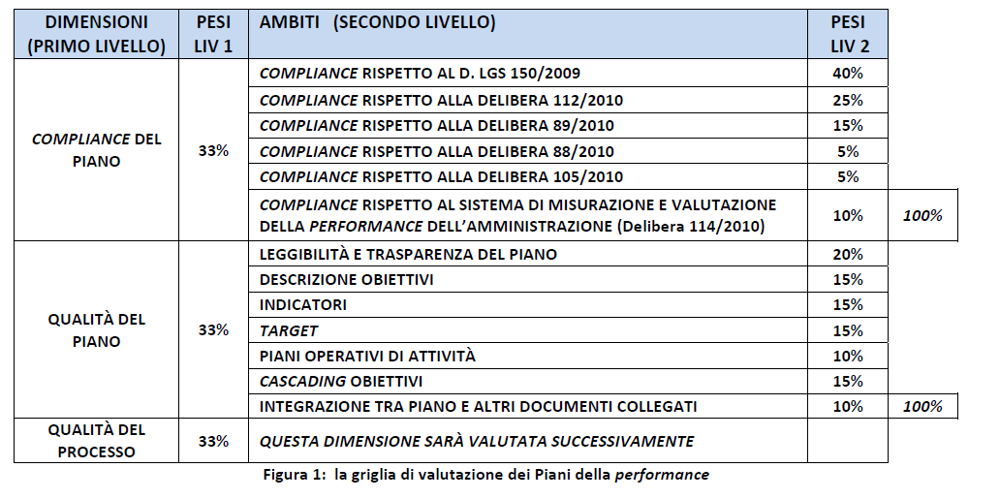 DIMENSIONI (PRIMO LIVELLO) PESI LIV 1 AMBITI (SECONDO LIVELLO) PESI LIV 2
COMPLIANCE DEL PIANO 33%
COMPLIANCE RISPETTO AL D. LGS 150/2009 40%
COMPLIANCE RISPETTO ALLA DELIBERA 112/2010 25%
COMPLIANCE RISPETTO ALLA DELIBERA 89/2010 15%
COMPLIANCE RISPETTO ALLA DELIBERA 88/2010 5%
COMPLIANCE RISPETTO ALLA DELIBERA 105/2010 5%
COMPLIANCE RISPETTO AL SISTEMA DI MISURAZIONE E VALUTAZIONE
DELLA PERFORMANCE DELL'AMMINISTRAZIONE (Delibera 114/2010) 10% 100%
QUALITÀ DEL PIANO 33%
LEGGIBILITÀ E TRASPARENZA DEL PIANO 20%
DESCRIZIONE OBIETTIVI 15%
INDICATORI 15%
TARGET 15%
PIANI OPERATIVI DI ATTIVITÀ 10%
CASCADING OBIETTIVI 15%
INTEGRAZIONE TRA PIANO E ALTRI DOCUMENTI COLLEGATI 10% 100%
QUALITÀ DEL PROCESSO 33% QUESTA DIMENSIONE SARÀ VALUTATA SUCCESSIVAMENTE
Figura 1: la griglia di valutazione dei Piani della performance